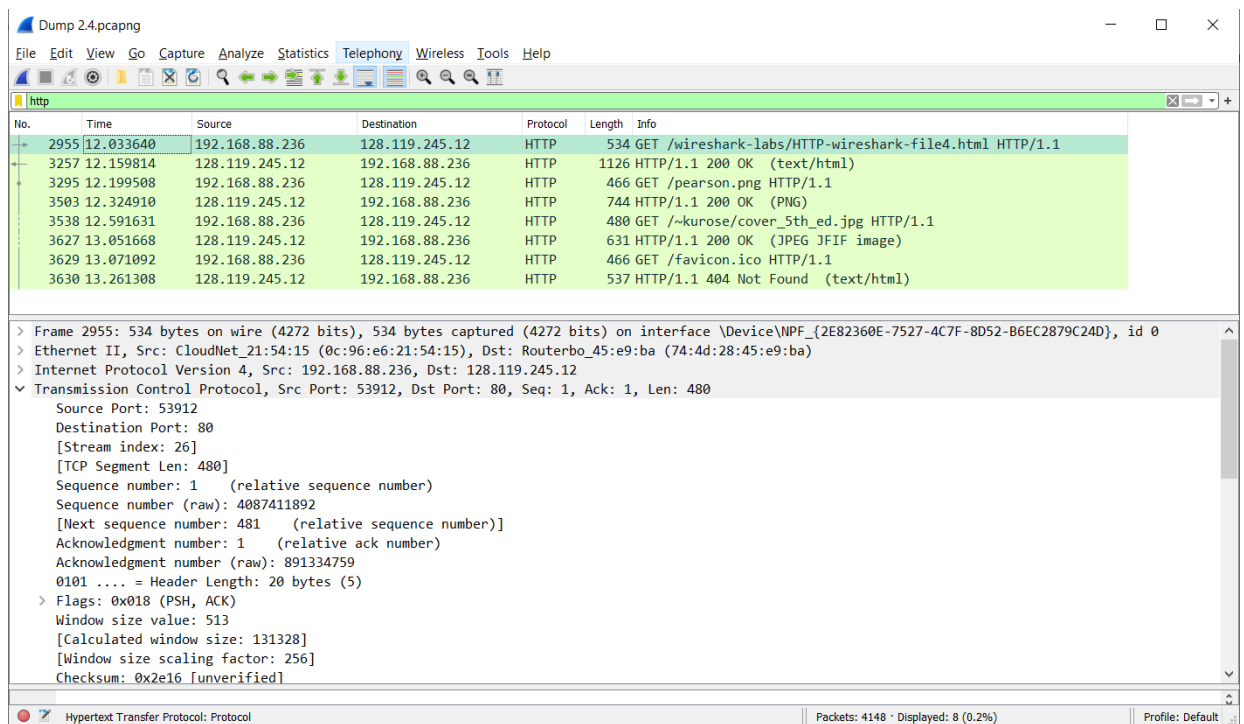 Dump 2.4.pcapng
File Edit View Go Capture Analyze Statistics Telephony Wireless Tools Help
http
No. Time Source Destination Protocol Length Info
2955 12.033640 192.168.88.236 128.119.245.12 HTTP 534 GET /wireshark-labs/HTTP-wireshark-file4.html HTTP/1.1
3257 12.159814 128.119.245.12 192.168.88.236 HTTP 1126 HTTP/1.1 200 OK (text/html)
3295 12.199508 192.168.88.236 128.119.245.12 HTTP 466 GET /pearson.png HTTP/1.1
3503 12.324910 128.119.245.12 192.168.88.236 HTTP 744 HTTP/1.1 200 OK (PNG)
3538 12.591631 192.168.88.236 128.119.245.12 HTTP 480 GET /~kurose/cover_5th_ed.jpg HTTP/1.1
3627 13.051668 128.119.245.12 192.168.88.236 HTTP 631 HTTP/1.1 200 OK (JPEG JFIF image)
3629 13.071092 192.168.88.236 128.119.245.12 HTTP 466 GET /favicon.ico HTTP/1.1
3630 13.261308 128.119.245.12 192.168.88.236 HTTP 537 HTTP/1.1 404 Not Found (text/html)
> Frame 2955: 534 bytes on wire (4272 bits), 534 bytes captured (4272 bits) on interface \Device\NPF_{2E82360E-7527-4C7F-8D52-B6EC2879C24D}, id 0
> Ethernet II, Src: CloudNet_21:54:15 (0c:96:e6:21:54:15), Dst: Routerbo_45:e9:ba (74:4d:28:45:e9:ba)
> Internet Protocol Version 4, Src: 192.168.88.236, Dst: 128.119.245.12
Transmission Control Protocol, Src Port: 53912, Dst Port: 80, Seq: 1, Ack: 1, Len: 480
Source Port: 53912
Destination Port: 80
[Stream index: 26]
[TCP Segment Len: 480]
Sequence number: 1 (relative sequence number)
Sequence number (raw): 4087411892
[Next sequence number: 481 (relative sequence number)]
Acknowledgment number: 1 (relative ack number)
Acknowledgment number (raw): 891334759
0101 .... = Header Length: 20 bytes (5)
> Flags: 0x018 (PSH, ACK)
Window size value: 513
[Calculated window size: 131328]
[Window size scaling factor: 256]
Checksum: 0x2e16 [unverified]
Hypertext Transfer Protocol: Protocol Packets: 4148 · Displayed: 8 (0.2%) Profile: Default